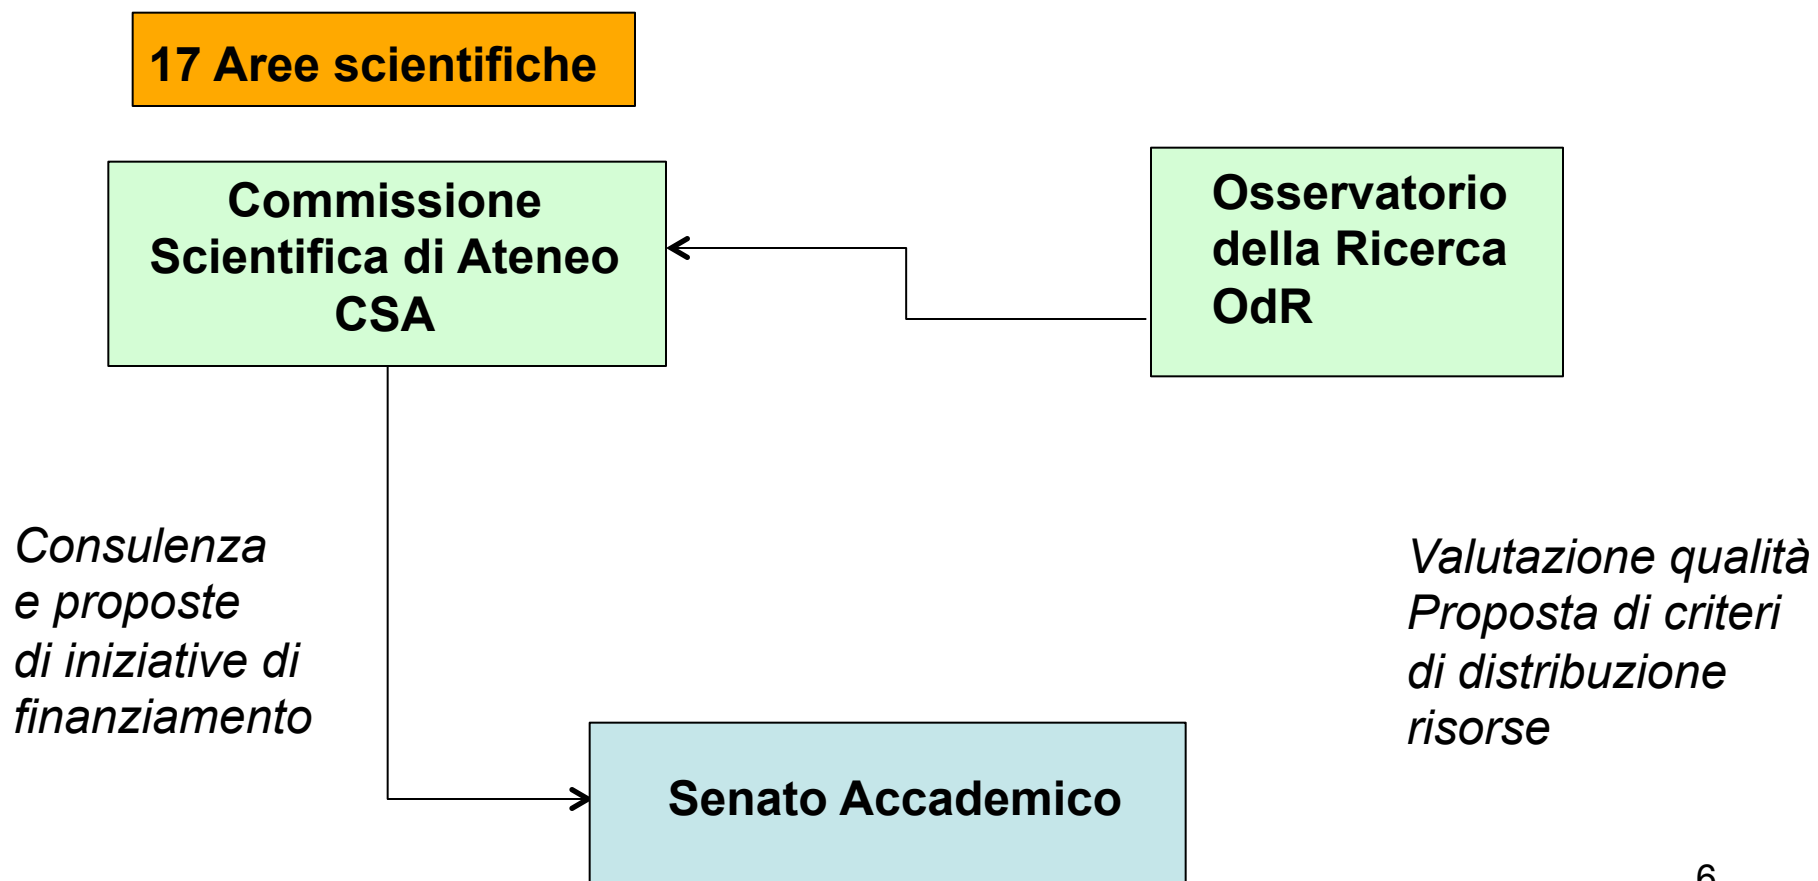 17 Aree scientifiche
Commissione
Scientifica di Ateneo
CSA
Osservatorio
della Ricerca
OdR
Consulenza
e proposte
di iniziative di
finanziamento
Valutazione qualità
Proposta di criteri
di distribuzione
risorse
Senato Accademico
6